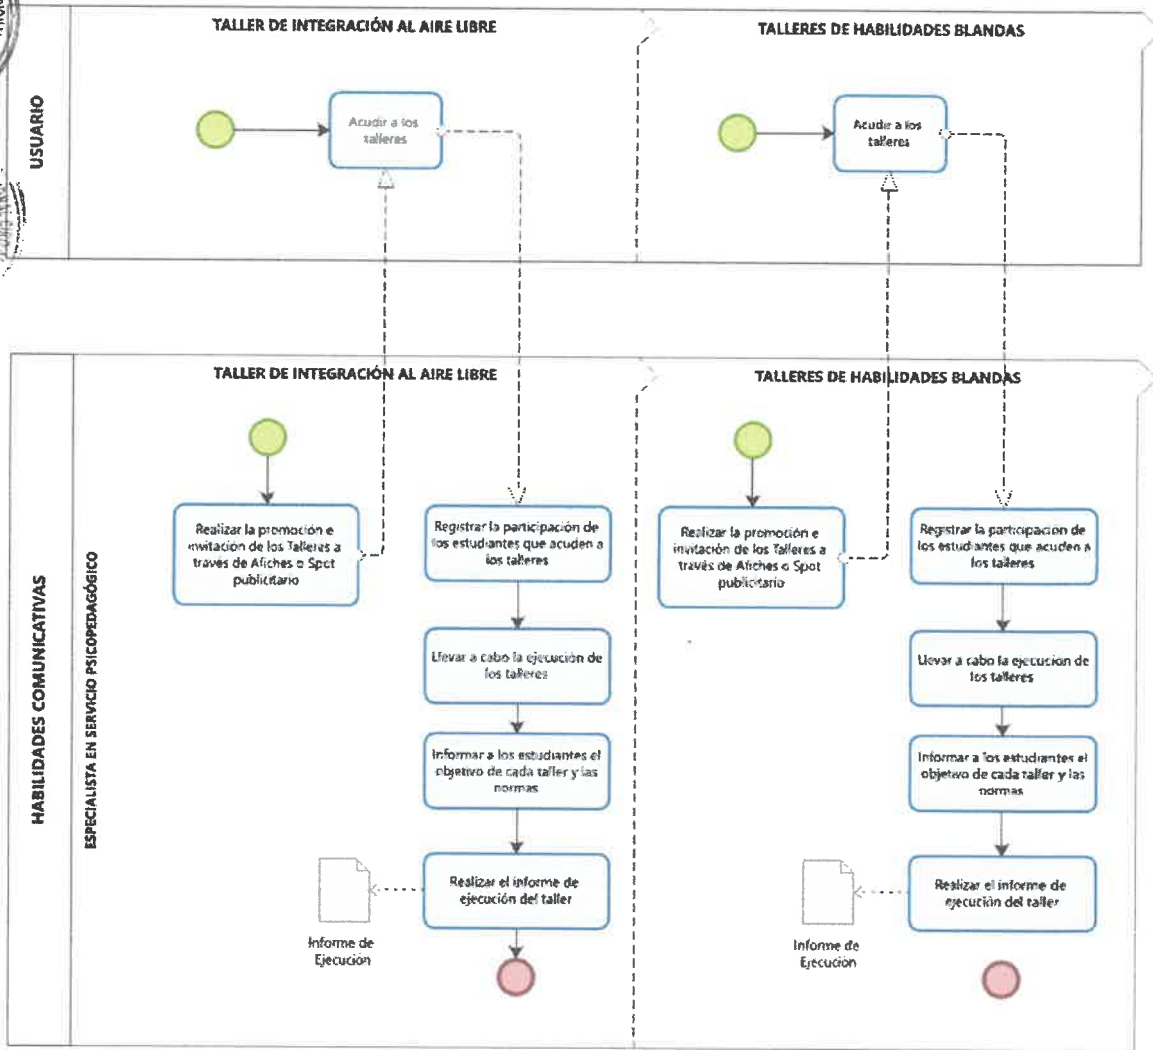 TALLER DE INTEGRACIÓN AL AIRE LIBRE
TALLERES DE HABILIDADES BLANDAS
USUARIO
Acudir a los
talleres
Acudir a los
talleres
HABILIDADES COMUNICATIVAS
ESPECIALISTA EN SERVICIO PSICOPEDAGÓGICO
TALLER DE INTEGRACIÓN AL AIRE LIBRE
TALLERES DE HABILIDADES BLANDAS
Realizar la promoción e
invitación de los Talleres a
través de Afiches o Spot
publicitario
Registrar la participación de
los estudiantes que acuden a
los talleres
Llevar a cabo la ejecución de
los talleres
Informar a los estudiantes el
objetivo de cada taller y las
normas
Realizar el informe de
ejecución del taller
Informe de
Ejecución
Realizar la promoción e
invitación de los Talleres a
través de Afiches o Spot
publicitario
Registrar la participación de
los estudiantes que acuden a
los talleres
Llevar a cabo la ejecución de
los talleres
Informar a los estudiantes el
objetivo de cada taller y las
normas
Realizar el informe de
ejecución del taller
Informe de
Ejecución